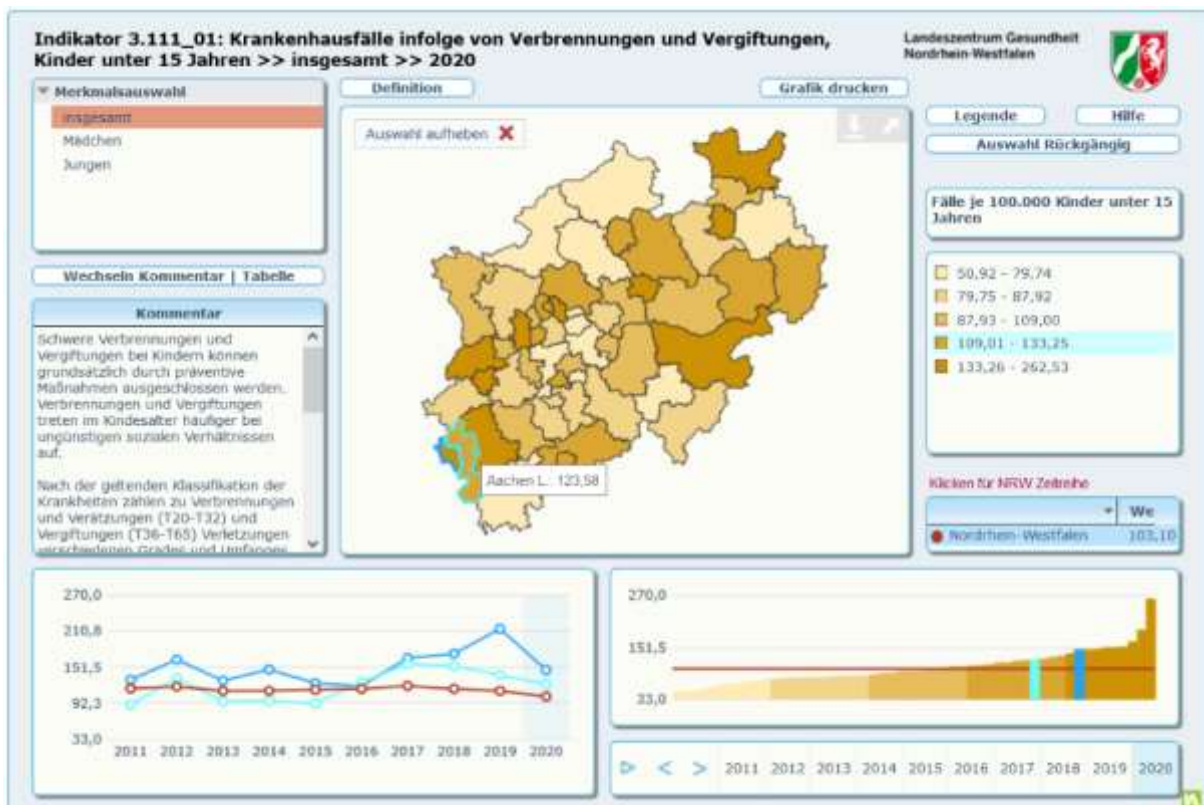 Indikator 3.111_01: Krankenhausfälle infolge von Verbrennungen und Vergiftungen,
Kinder unter 15 Jahren >> insgesamt >> 2020
Landeszentrum Gesundheit
Nordrhein-Westfalen
Merkmalsauswahl
insgesamt
Mädchen
Jungen
Definition
Grafik drucken
Auswahl aufheben
Legende
Hilfe
Auswahl Rückgängig
Fälle je 100.000 Kinder unter 15
Jahren
50,92 - 79,74
79,75 - 87,92
87,93 - 109,00
109,01 - 133,25
133,26 - 262,53
Wechseln Kommentar | Tabelle
Kommentar
Schwere Verbrennungen und
Vergiftungen bei Kindern können
grundsätzlich durch präventive
Maßnahmen ausgeschlossen werden.
Verbrennungen und Vergiftungen
treten im Kindesalter häufiger bei
ungünstigen sozialen Verhältnissen
auf.
Nach der geltenden Klassifikation der
Krankheiten zählen zu Verbrennungen
und Verätzungen (T20-T32) und
Vergiftungen (T36-T65) Verletzungen
verschiedenen Grades und Umfanges
Aachen L.: 123,58
Klicken für NRW Zeitreihe
We
Nordrhein-Westfalen 103,10
270,0
210,8
151,5
92,3
33,0
2011 2012 2013 2014 2015 2016 2017 2018 2019 2020
270,0
151,5
33,0
2011 2012 2013 2014 2015 2016 2017 2018 2019 2020